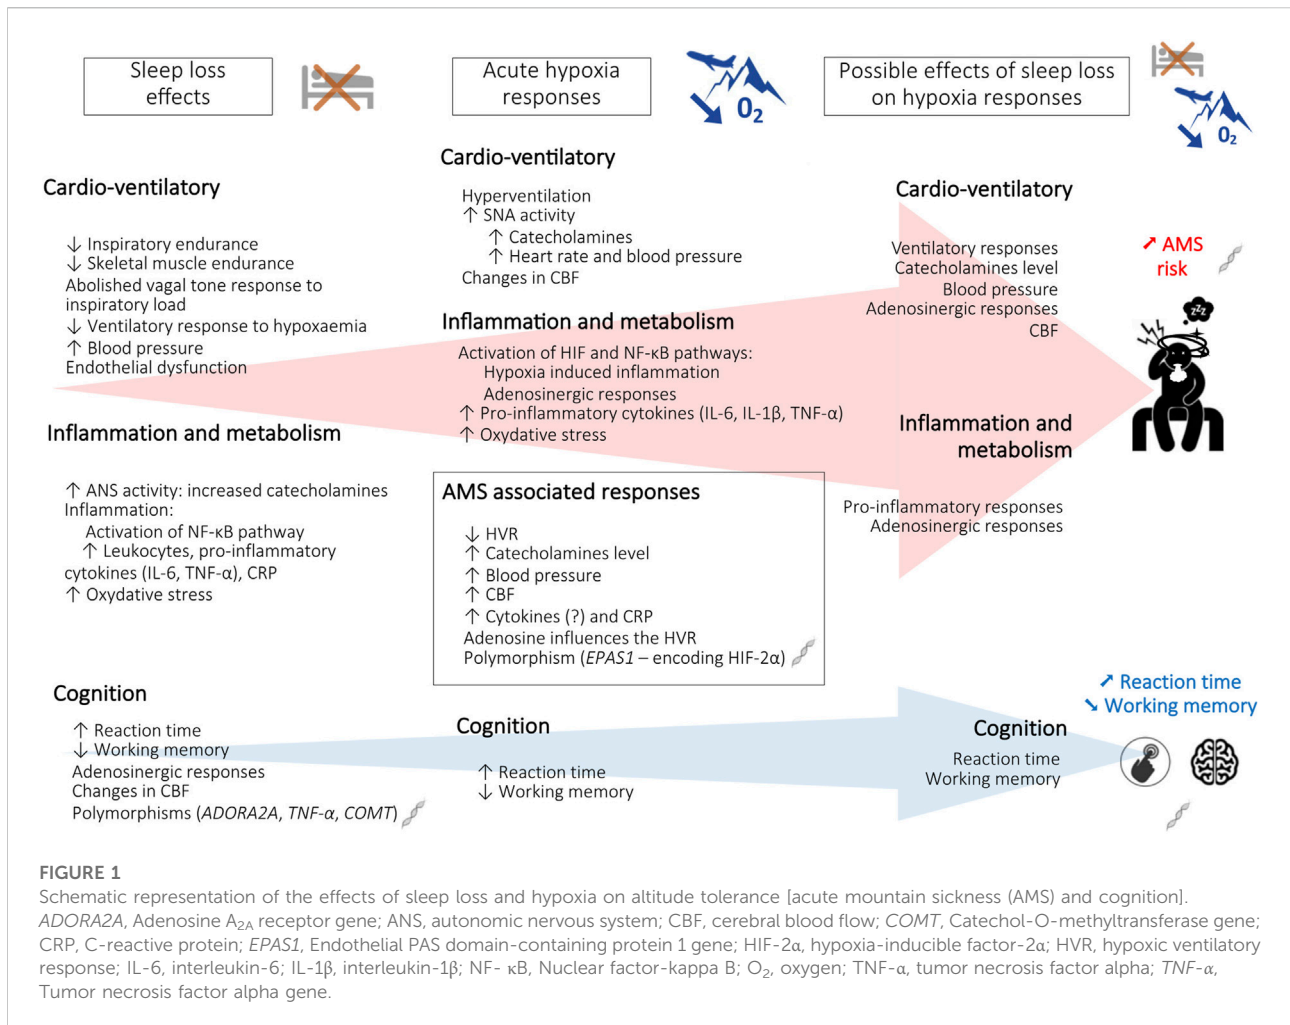 Sleep loss
effects
Acute hypoxia
responses
O₂
Possible effects of sleep loss
on hypoxia responses
O₂
Cardio-ventilatory
↓ Inspiratory endurance
↓ Skeletal muscle endurance
Abolished vagal tone response to
inspiratory load
↓ Ventilatory response to hypoxaemia
↑ Blood pressure
Endothelial dysfunction
Inflammation and metabolism
↑ ANS activity: increased catecholamines
Inflammation:
Activation of NF-κB pathway
↑ Leukocytes, pro-inflammatory
cytokines (IL-6, TNF-α), CRP
↑ Oxydative stress
Cognition
↑ Reaction time
↓ Working memory
Adenosinergic responses
Changes in CBF
Polymorphisms (ADORA2A, TNF-α, COMT)
Cardio-ventilatory
Hyperventilation
↑ SNA activity
↑ Catecholamines
↑ Heart rate and blood pressure
Changes in CBF
Inflammation and metabolism
Activation of HIF and NF-κB pathways:
Hypoxia induced inflammation
Adenosinergic responses
↑ Pro-inflammatory cytokines (IL-6, IL-1β, TNF-α)
↑ Oxydative stress
AMS associated responses
↓ HVR
↑ Catecholamines level
↑ Blood pressure
↑ CBF
↑ Cytokines (?) and CRP
Adenosine influences the HVR
Polymorphism (EPAS1 – encoding HIF-2α)
Cognition
↑ Reaction time
↓ Working memory
Cardio-ventilatory
Ventilatory responses
Catecholamines level
Blood pressure
Adenosinergic responses
CBF
Inflammation and
metabolism
Pro-inflammatory responses
Adenosinergic responses
↗ AMS
risk
zZZ
Cognition
Reaction time
Working memory
↗ Reaction time
↘ Working memory
FIGURE 1
Schematic representation of the effects of sleep loss and hypoxia on altitude tolerance [acute mountain sickness (AMS) and cognition].
ADORA2A, Adenosine A₂A receptor gene; ANS, autonomic nervous system; CBF, cerebral blood flow; COMT, Catechol-O-methyltransferase gene;
CRP, C-reactive protein; EPAS1, Endothelial PAS domain-containing protein 1 gene; HIF-2α, hypoxia-inducible factor-2α; HVR, hypoxic ventilatory
response; IL-6, interleukin-6; IL-1β, interleukin-1β; NF- κB, Nuclear factor-kappa B; O₂, oxygen; TNF-α, tumor necrosis factor alpha; TNF-α,
Tumor necrosis factor alpha gene.